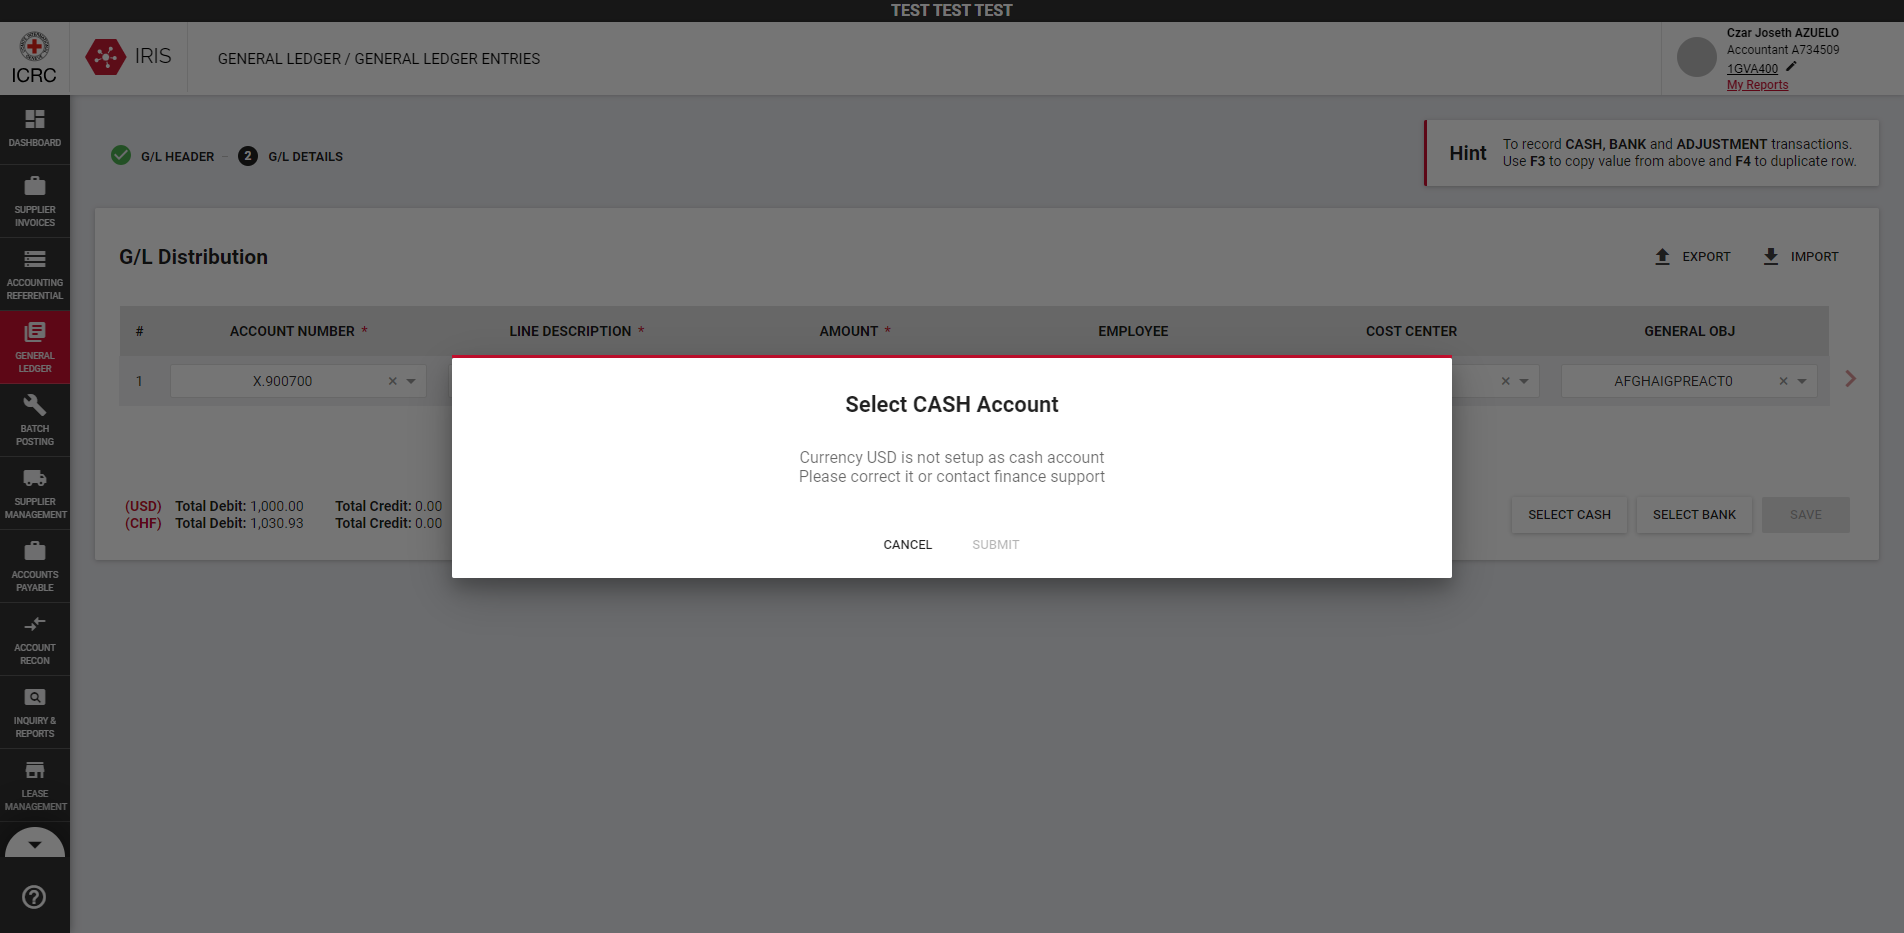 TEST TEST TEST
ICRC
IRIS
GENERAL LEDGER / GENERAL LEDGER ENTRIES
Czar Joseth AZUELO
Accountant A734509
1GVA400
My Reports
DASHBOARD
SUPPLIER
INVOICES
ACCOUNTING
REFERENTIAL
GENERAL
LEDGER
BATCH
POSTING
SUPPLIER
MANAGEMENT
ACCOUNTS
PAYABLE
ACCOUNT
RECON
INQUIRY &
REPORTS
LEASE
MANAGEMENT
G/L HEADER – 2 G/L DETAILS
Hint
To record CASH, BANK and ADJUSTMENT transactions.
Use F3 to copy value from above and F4 to duplicate row.
G/L Distribution
EXPORT IMPORT
# ACCOUNT NUMBER * LINE DESCRIPTION * AMOUNT * EMPLOYEE COST CENTER GENERAL OBJ
1 X.900700 AFGHAIGPREACT0
Select CASH Account
Currency USD is not setup as cash account
Please correct it or contact finance support
CANCEL SUBMIT
(USD) Total Debit: 1,000.00 Total Credit: 0.00
(CHF) Total Debit: 1,030.93 Total Credit: 0.00
SELECT CASH SELECT BANK SAVE